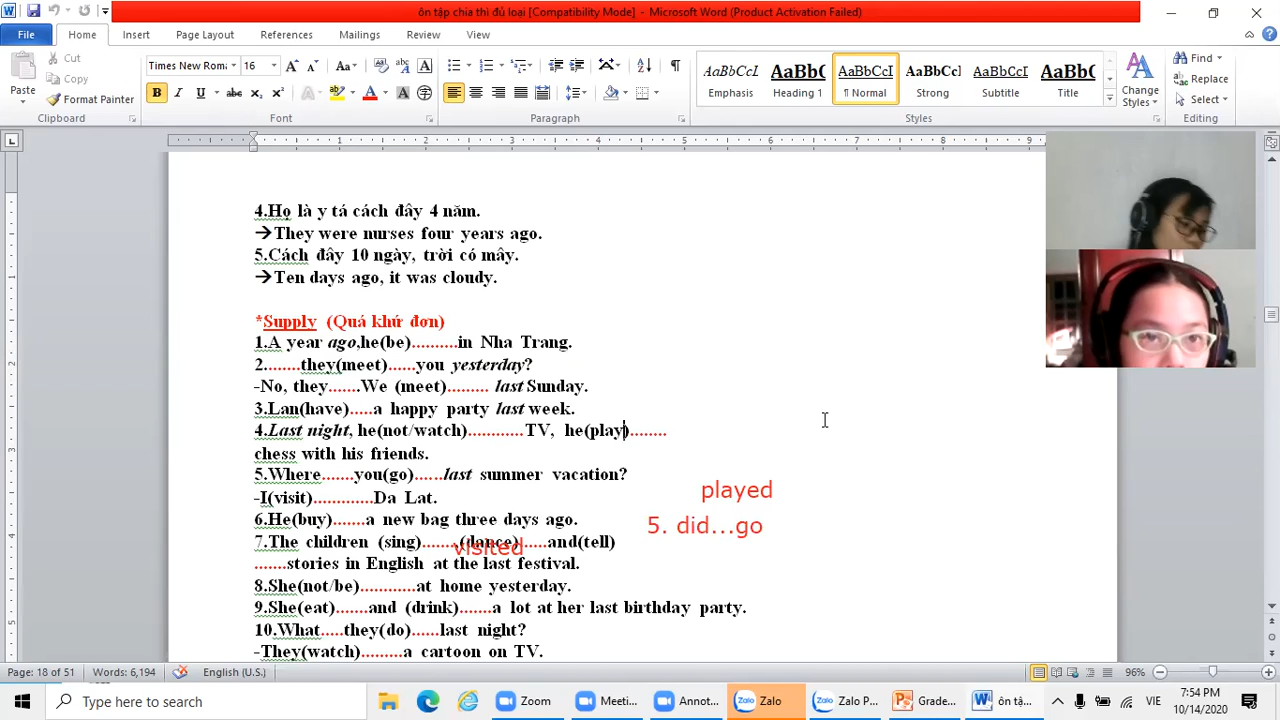 ôn tập chia thì đủ loại [Compatibility Mode] - Microsoft Word (Product Activation Failed)
File Home Insert Page Layout References Mailings Review View
Paste
Cut
Copy
Format Painter
Clipboard
Times New Roma 16
B I U abc x₂ x² A
Font
Paragraph
AaBbCcI AaBbC AaBbCcI AaBbCc AaBbCcI AaBbC
Emphasis Heading 1 ¶ Normal Strong Subtitle Title
Change Styles
Styles
Find
Replace
Select
Editing
4.Họ là y tá cách đây 4 năm.
→They were nurses four years ago.
5.Cách đây 10 ngày, trời có mây.
→Ten days ago, it was cloudy.
*Supply (Quá khứ đơn)
1.A year ago,he(be)..........in Nha Trang.
2........they(meet)......you yesterday?
-No, they.......We (meet)......... last Sunday.
3.Lan(have).....a happy party last week.
4.Last night, he(not/watch)............TV, he(play)........
chess with his friends.
5.Where.......you(go)......last summer vacation?
-I(visit).............Da Lat.
played
6.He(buy).......a new bag three days ago.
5. did...go
7.The children (sing)........,(dance)......and(tell)
visited
.......stories in English at the last festival.
8.She(not/be)............at home yesterday.
9.She(eat).......and (drink).......a lot at her last birthday party.
10.What.....they(do)......last night?
-They(watch).........a cartoon on TV.
Page: 18 of 51 Words: 6,194 English (U.S.) 96%
Type here to search
Zoom Meeti... Annot... Zalo Zalo P... Grade... ôn tậ...
VIE
7:54 PM
10/14/2020